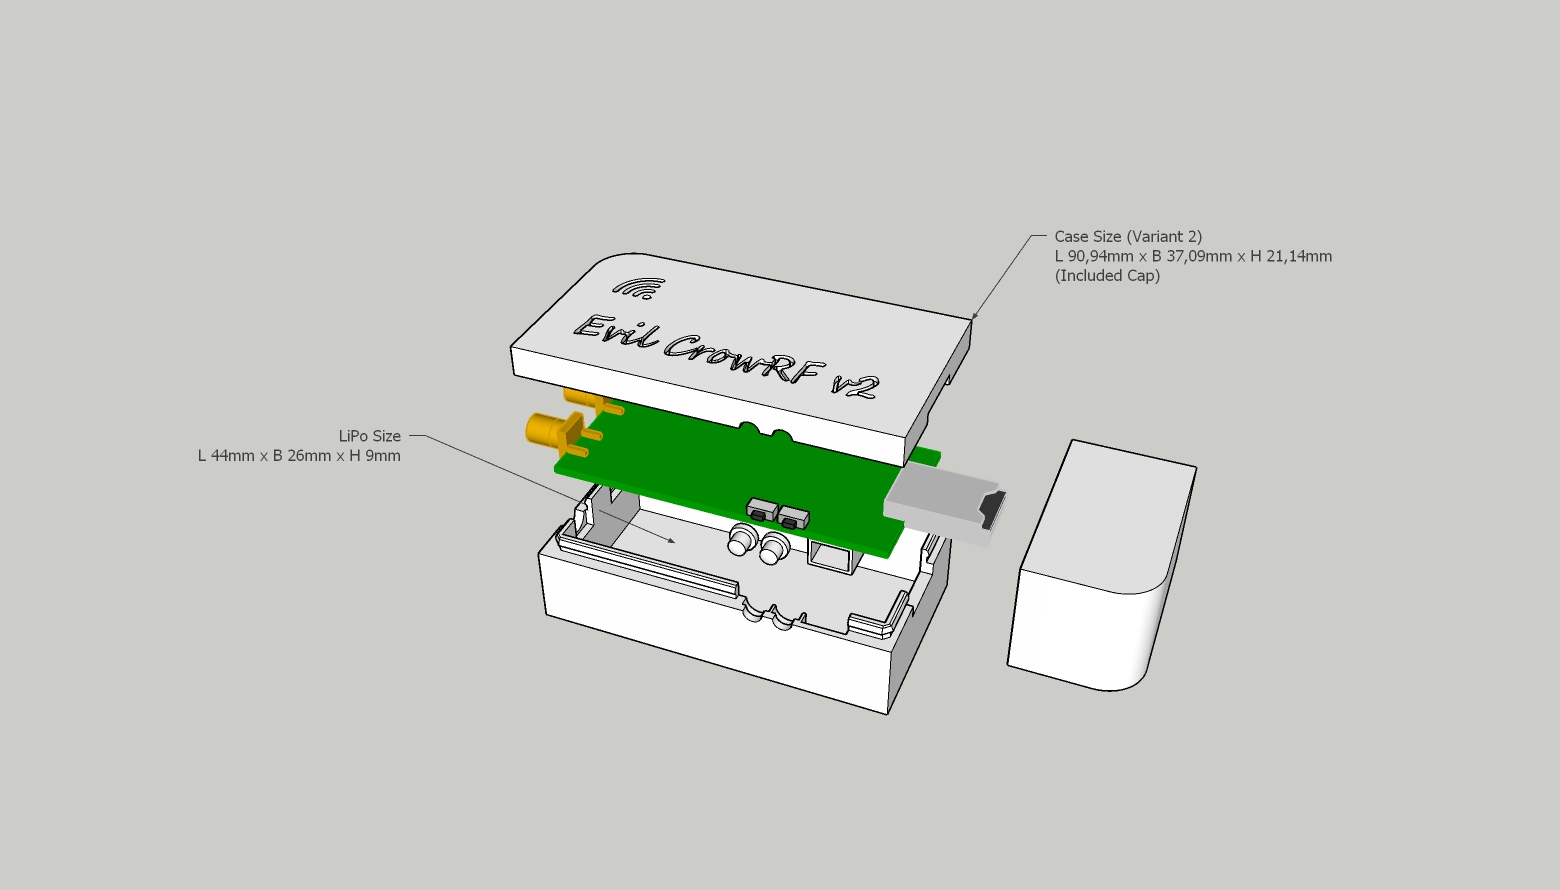 Case Size (Variant 2)
L 90,94mm x B 37,09mm x H 21,14mm
(Included Cap)
Evil CrowRF v2
LiPo Size
L 44mm x B 26mm x H 9mm